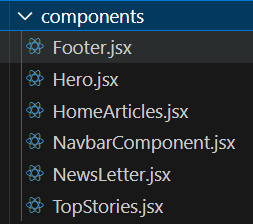 components
Footer.jsx
Hero.jsx
HomeArticles.jsx
NavbarComponent.jsx
NewsLetter.jsx
TopStories.jsx